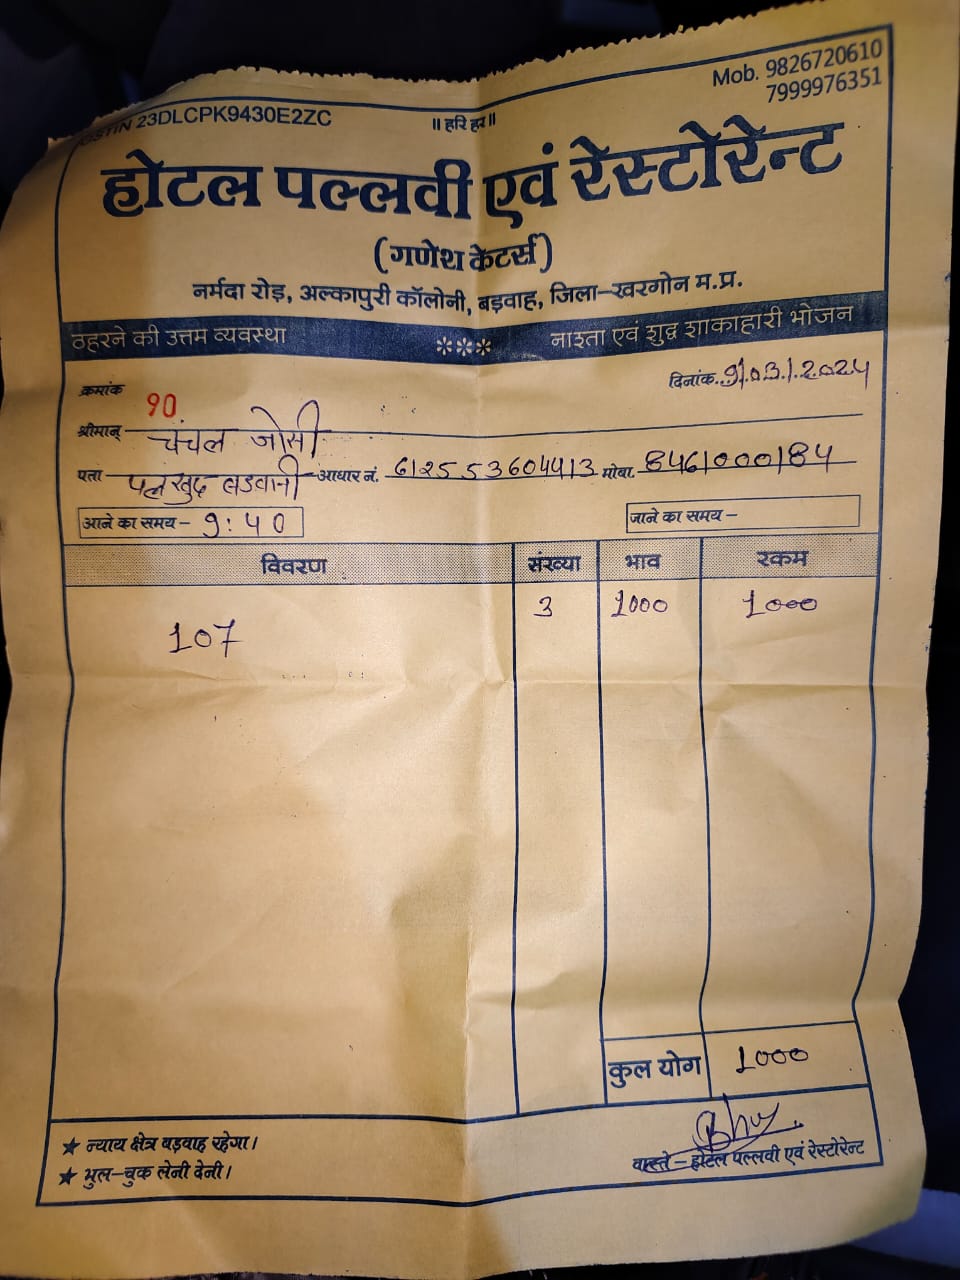 GSTIN 23DLCPK9430E2ZC
॥ हरि हर ॥
Mob. 9826720610
7999976351
होटल पल्लवी एवं रेस्टोरेन्ट
(गणेश केटर्स)
नर्मदा रोड़, अल्कापुरी कॉलोनी, बड़वाह, जिला-खरगोन म.प्र.
ठहरने की उत्तम व्यवस्था *** नाश्ता एवं शुद्ध शाकाहारी भोजन
क्रमांक 90 दिनांक 9/03/2024
श्रीमान् चंचल जोसी
पता आधार नं. 612553604413 मोबा. 8461000184
आने का समय - 9:40 जाने का समय -
विवरण संख्या भाव रकम
107 3 1000 1000
कुल योग 1000
★ न्याय क्षेत्र बड़वाह रहेगा।
★ भुल-चुक लेनी देनी।
वास्ते - होटल पल्लवी एवं रेस्टोरेन्ट